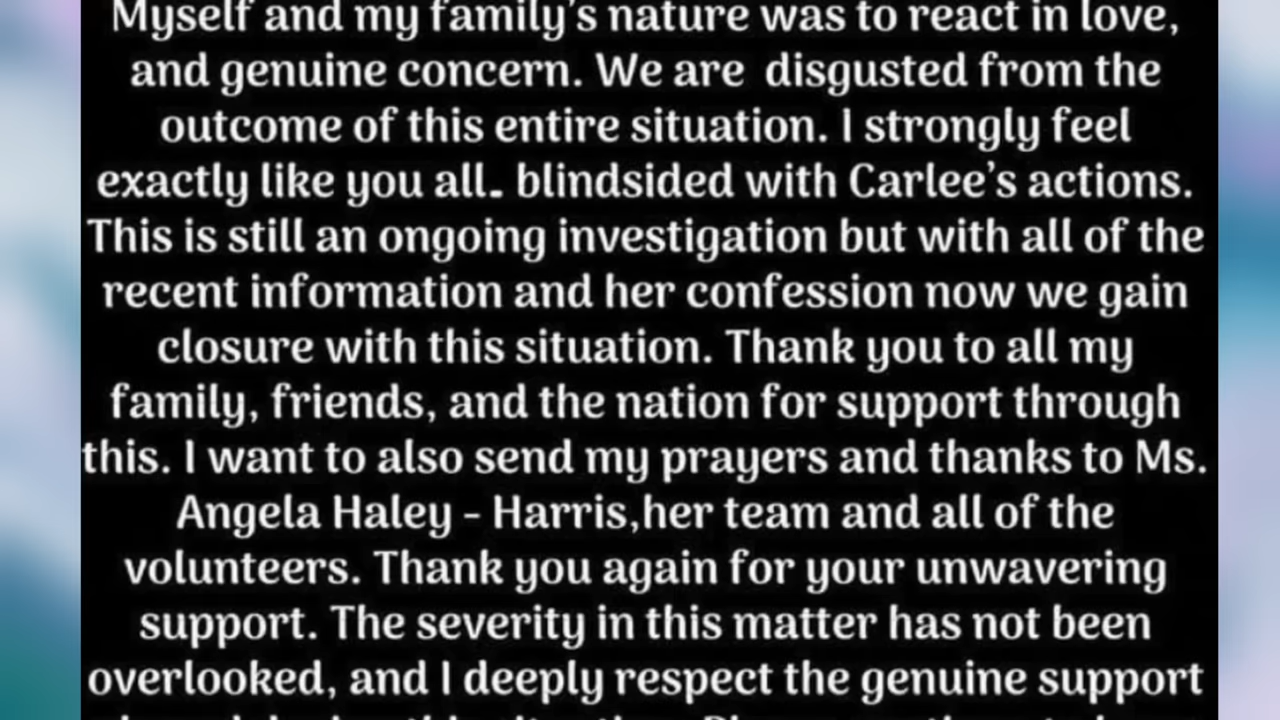 Myself and my family's nature was to react in love,
and genuine concern. We are disgusted from the
outcome of this entire situation. I strongly feel
exactly like you all. blindsided with Carlee's actions.
This is still an ongoing investigation but with all of the
recent information and her confession now we gain
closure with this situation. Thank you to all my
family, friends, and the nation for support through
this. I want to also send my prayers and thanks to Ms.
Angela Haley - Harris,her team and all of the
volunteers. Thank you again for your unwavering
support. The severity in this matter has not been
overlooked, and I deeply respect the genuine support